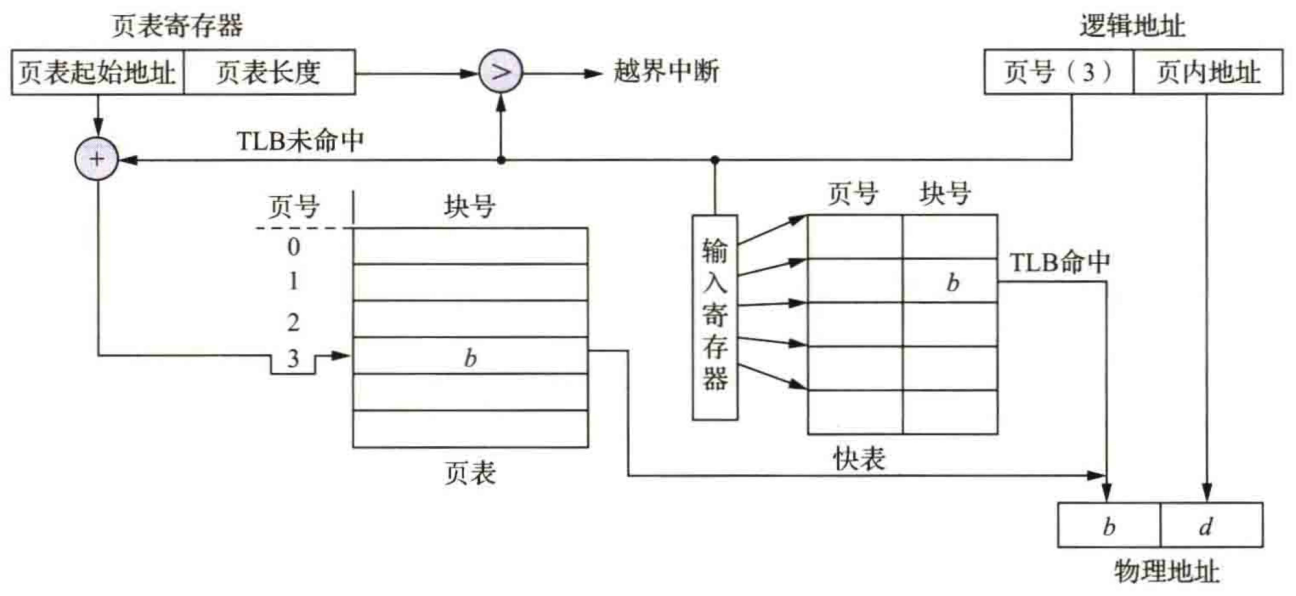 页表寄存器
逻辑地址
页表起始地址 页表长度
>
越界中断
页号（3） 页内地址
TLB未命中
+
页号 块号
0
1
2
3 b
页表
输入寄存器
页号 块号
b
TLB命中
快表
b d
物理地址